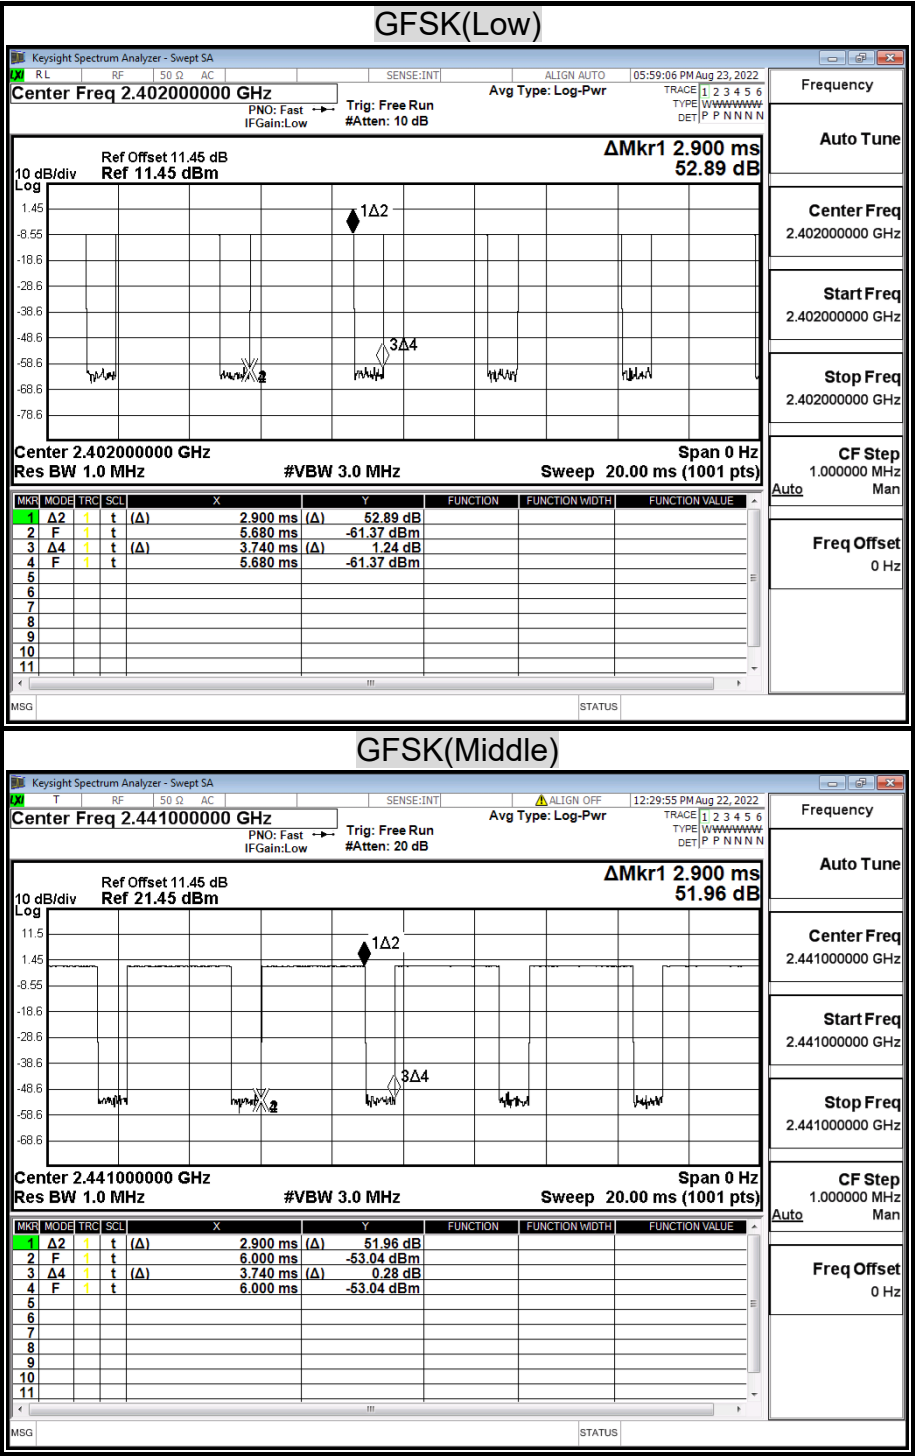 GFSK(Low)
Keysight Spectrum Analyzer - Swept SA
LXI RL RF 50 Ω AC SENSE:INT ALIGN AUTO 05:59:06 PM Aug 23, 2022
Center Freq 2.402000000 GHz Avg Type: Log-Pwr TRACE 1 2 3 4 5 6
PNO: Fast Trig: Free Run TYPE WWWWWW
IFGain:Low #Atten: 10 dB DET P P N N N N
Frequency
Auto Tune
Center Freq
2.402000000 GHz
Start Freq
2.402000000 GHz
Stop Freq
2.402000000 GHz
CF Step
1.000000 MHz
Auto Man
Freq Offset
0 Hz
ΔMkr1 2.900 ms
52.89 dB
Ref Offset 11.45 dB
10 dB/div Ref 11.45 dBm
Log
1.45
-8.55
-18.6
-28.6
-38.6
-48.6
-58.6
-68.6
-78.6
1Δ2
3Δ4
Center 2.402000000 GHz Span 0 Hz
Res BW 1.0 MHz #VBW 3.0 MHz Sweep 20.00 ms (1001 pts)
MKR MODE TRC SCL X Y FUNCTION FUNCTION WIDTH FUNCTION VALUE
1 Δ2 1 t (Δ) 2.900 ms (Δ) 52.89 dB
2 F 1 t 5.680 ms -61.37 dBm
3 Δ4 1 t (Δ) 3.740 ms (Δ) 1.24 dB
4 F 1 t 5.680 ms -61.37 dBm
5
6
7
8
9
10
11
MSG STATUS
GFSK(Middle)
Keysight Spectrum Analyzer - Swept SA
LXI T RF 50 Ω AC SENSE:INT ALIGN OFF 12:29:55 PM Aug 22, 2022
Center Freq 2.441000000 GHz Avg Type: Log-Pwr TRACE 1 2 3 4 5 6
PNO: Fast Trig: Free Run TYPE WWWWWW
IFGain:Low #Atten: 20 dB DET P P N N N N
Frequency
Auto Tune
Center Freq
2.441000000 GHz
Start Freq
2.441000000 GHz
Stop Freq
2.441000000 GHz
CF Step
1.000000 MHz
Auto Man
Freq Offset
0 Hz
ΔMkr1 2.900 ms
51.96 dB
Ref Offset 11.45 dB
10 dB/div Ref 21.45 dBm
Log
11.5
1.45
-8.55
-18.6
-28.6
-38.6
-48.6
-58.6
-68.6
1Δ2
3Δ4
Center 2.441000000 GHz Span 0 Hz
Res BW 1.0 MHz #VBW 3.0 MHz Sweep 20.00 ms (1001 pts)
MKR MODE TRC SCL X Y FUNCTION FUNCTION WIDTH FUNCTION VALUE
1 Δ2 1 t (Δ) 2.900 ms (Δ) 51.96 dB
2 F 1 t 6.000 ms -53.04 dBm
3 Δ4 1 t (Δ) 3.740 ms (Δ) 0.28 dB
4 F 1 t 6.000 ms -53.04 dBm
5
6
7
8
9
10
11
MSG STATUS